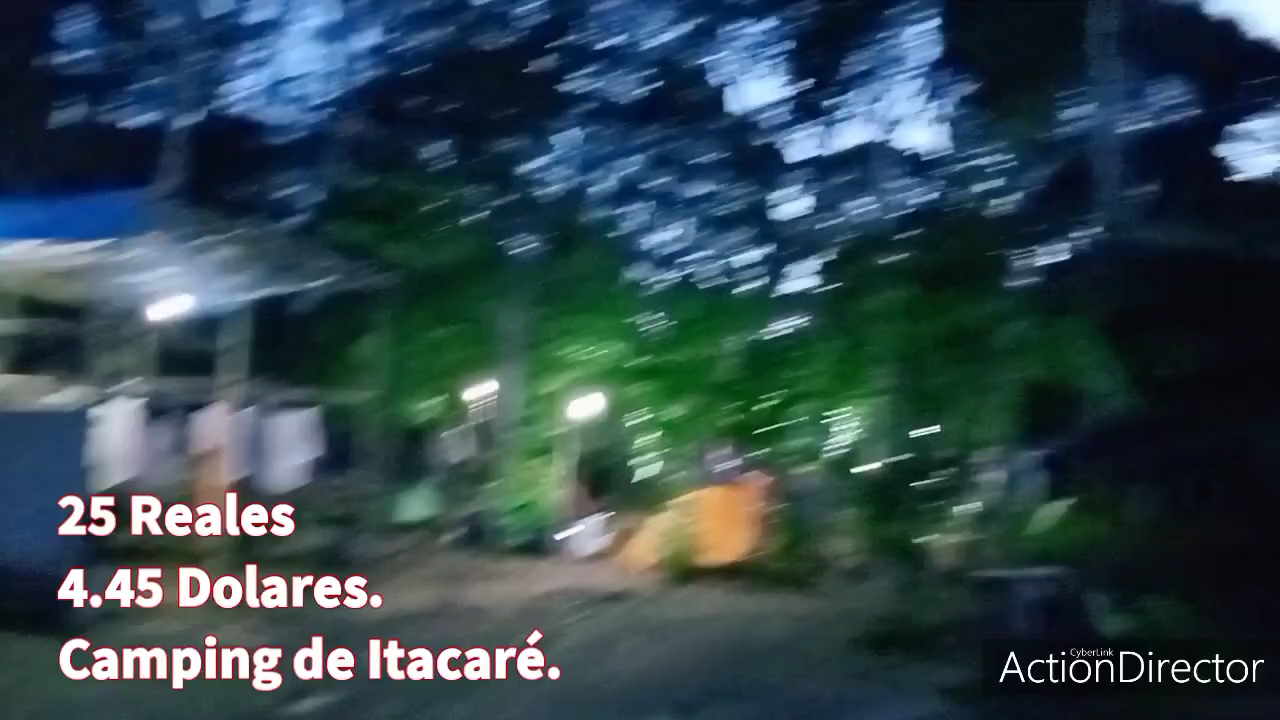 25 Reales
4.45 Dolares.
Camping de Itacaré.
CyberLink
ActionDirector